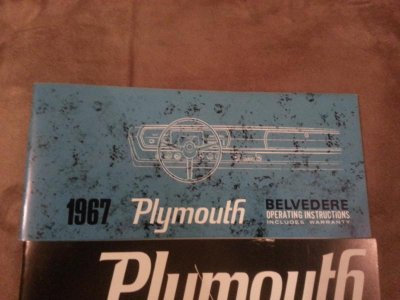 1967 Plymouth BELVEDERE
OPERATING INSTRUCTIONS
INCLUDES WARRANTY
Plymouth